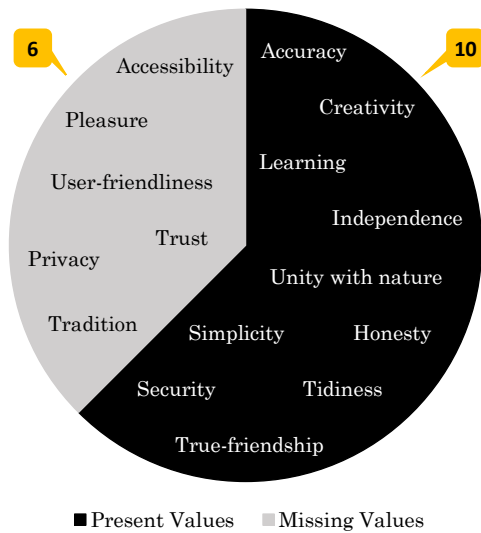 6
10
Accessibility
Accuracy
Pleasure
Creativity
User-friendliness
Learning
Trust
Independence
Privacy
Unity with nature
Tradition
Simplicity
Honesty
Security
Tidiness
True-friendship
Present Values
Missing Values